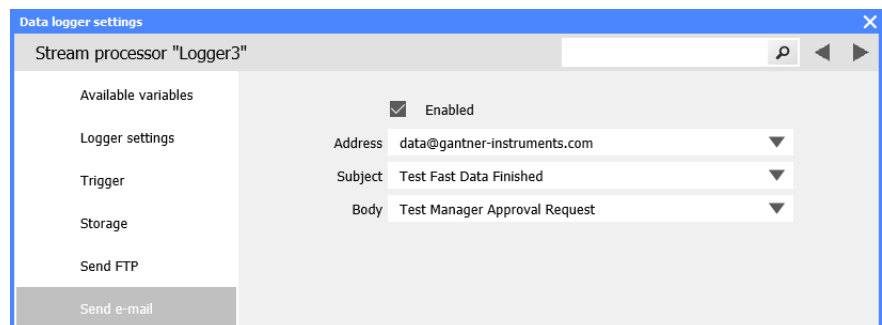 Data logger settings
Stream processor "Logger3"
Available variables
Logger settings
Trigger
Storage
Send FTP
Send e-mail
Enabled
Address data@gantner-instruments.com
Subject Test Fast Data Finished
Body Test Manager Approval Request